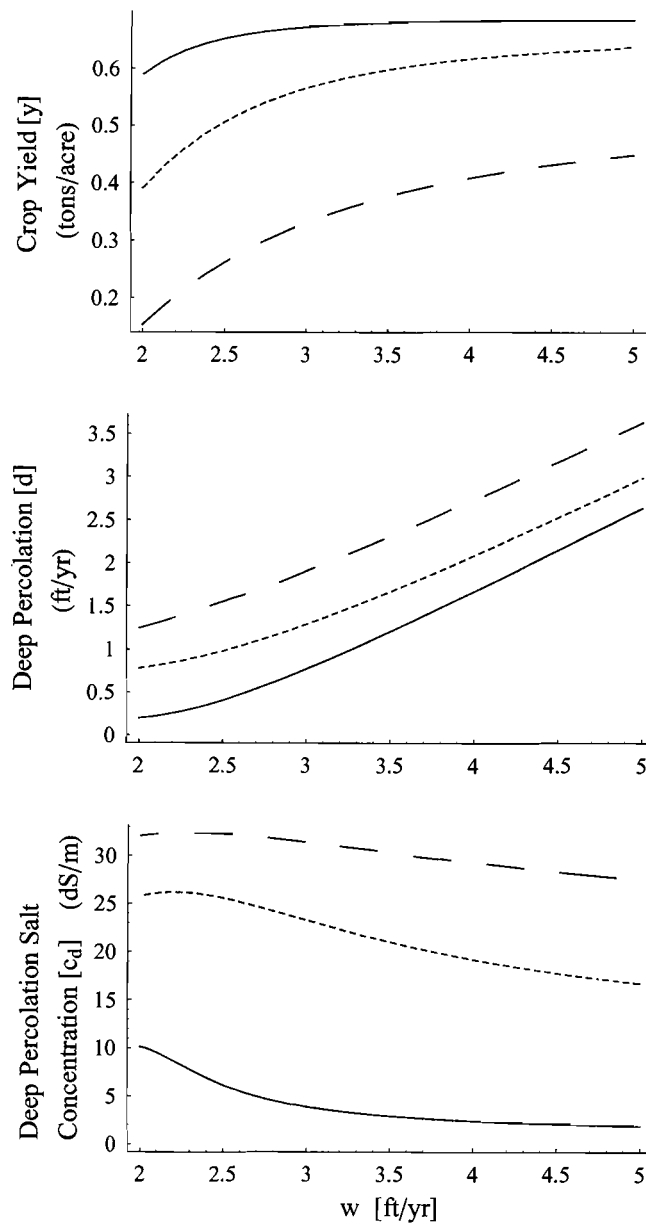 Crop Yield [y]
(tons/acre)
0.6
0.5
0.4
0.3
0.2
2 2.5 3 3.5 4 4.5 5
Deep Percolation [d]
(ft/yr)
3.5
3
2.5
2
1.5
1
0.5
0
2 2.5 3 3.5 4 4.5 5
Deep Percolation Salt
Concentration [cd] (dS/m)
30
25
20
15
10
5
0
2 2.5 3 3.5 4 4.5 5
w [ft/yr]